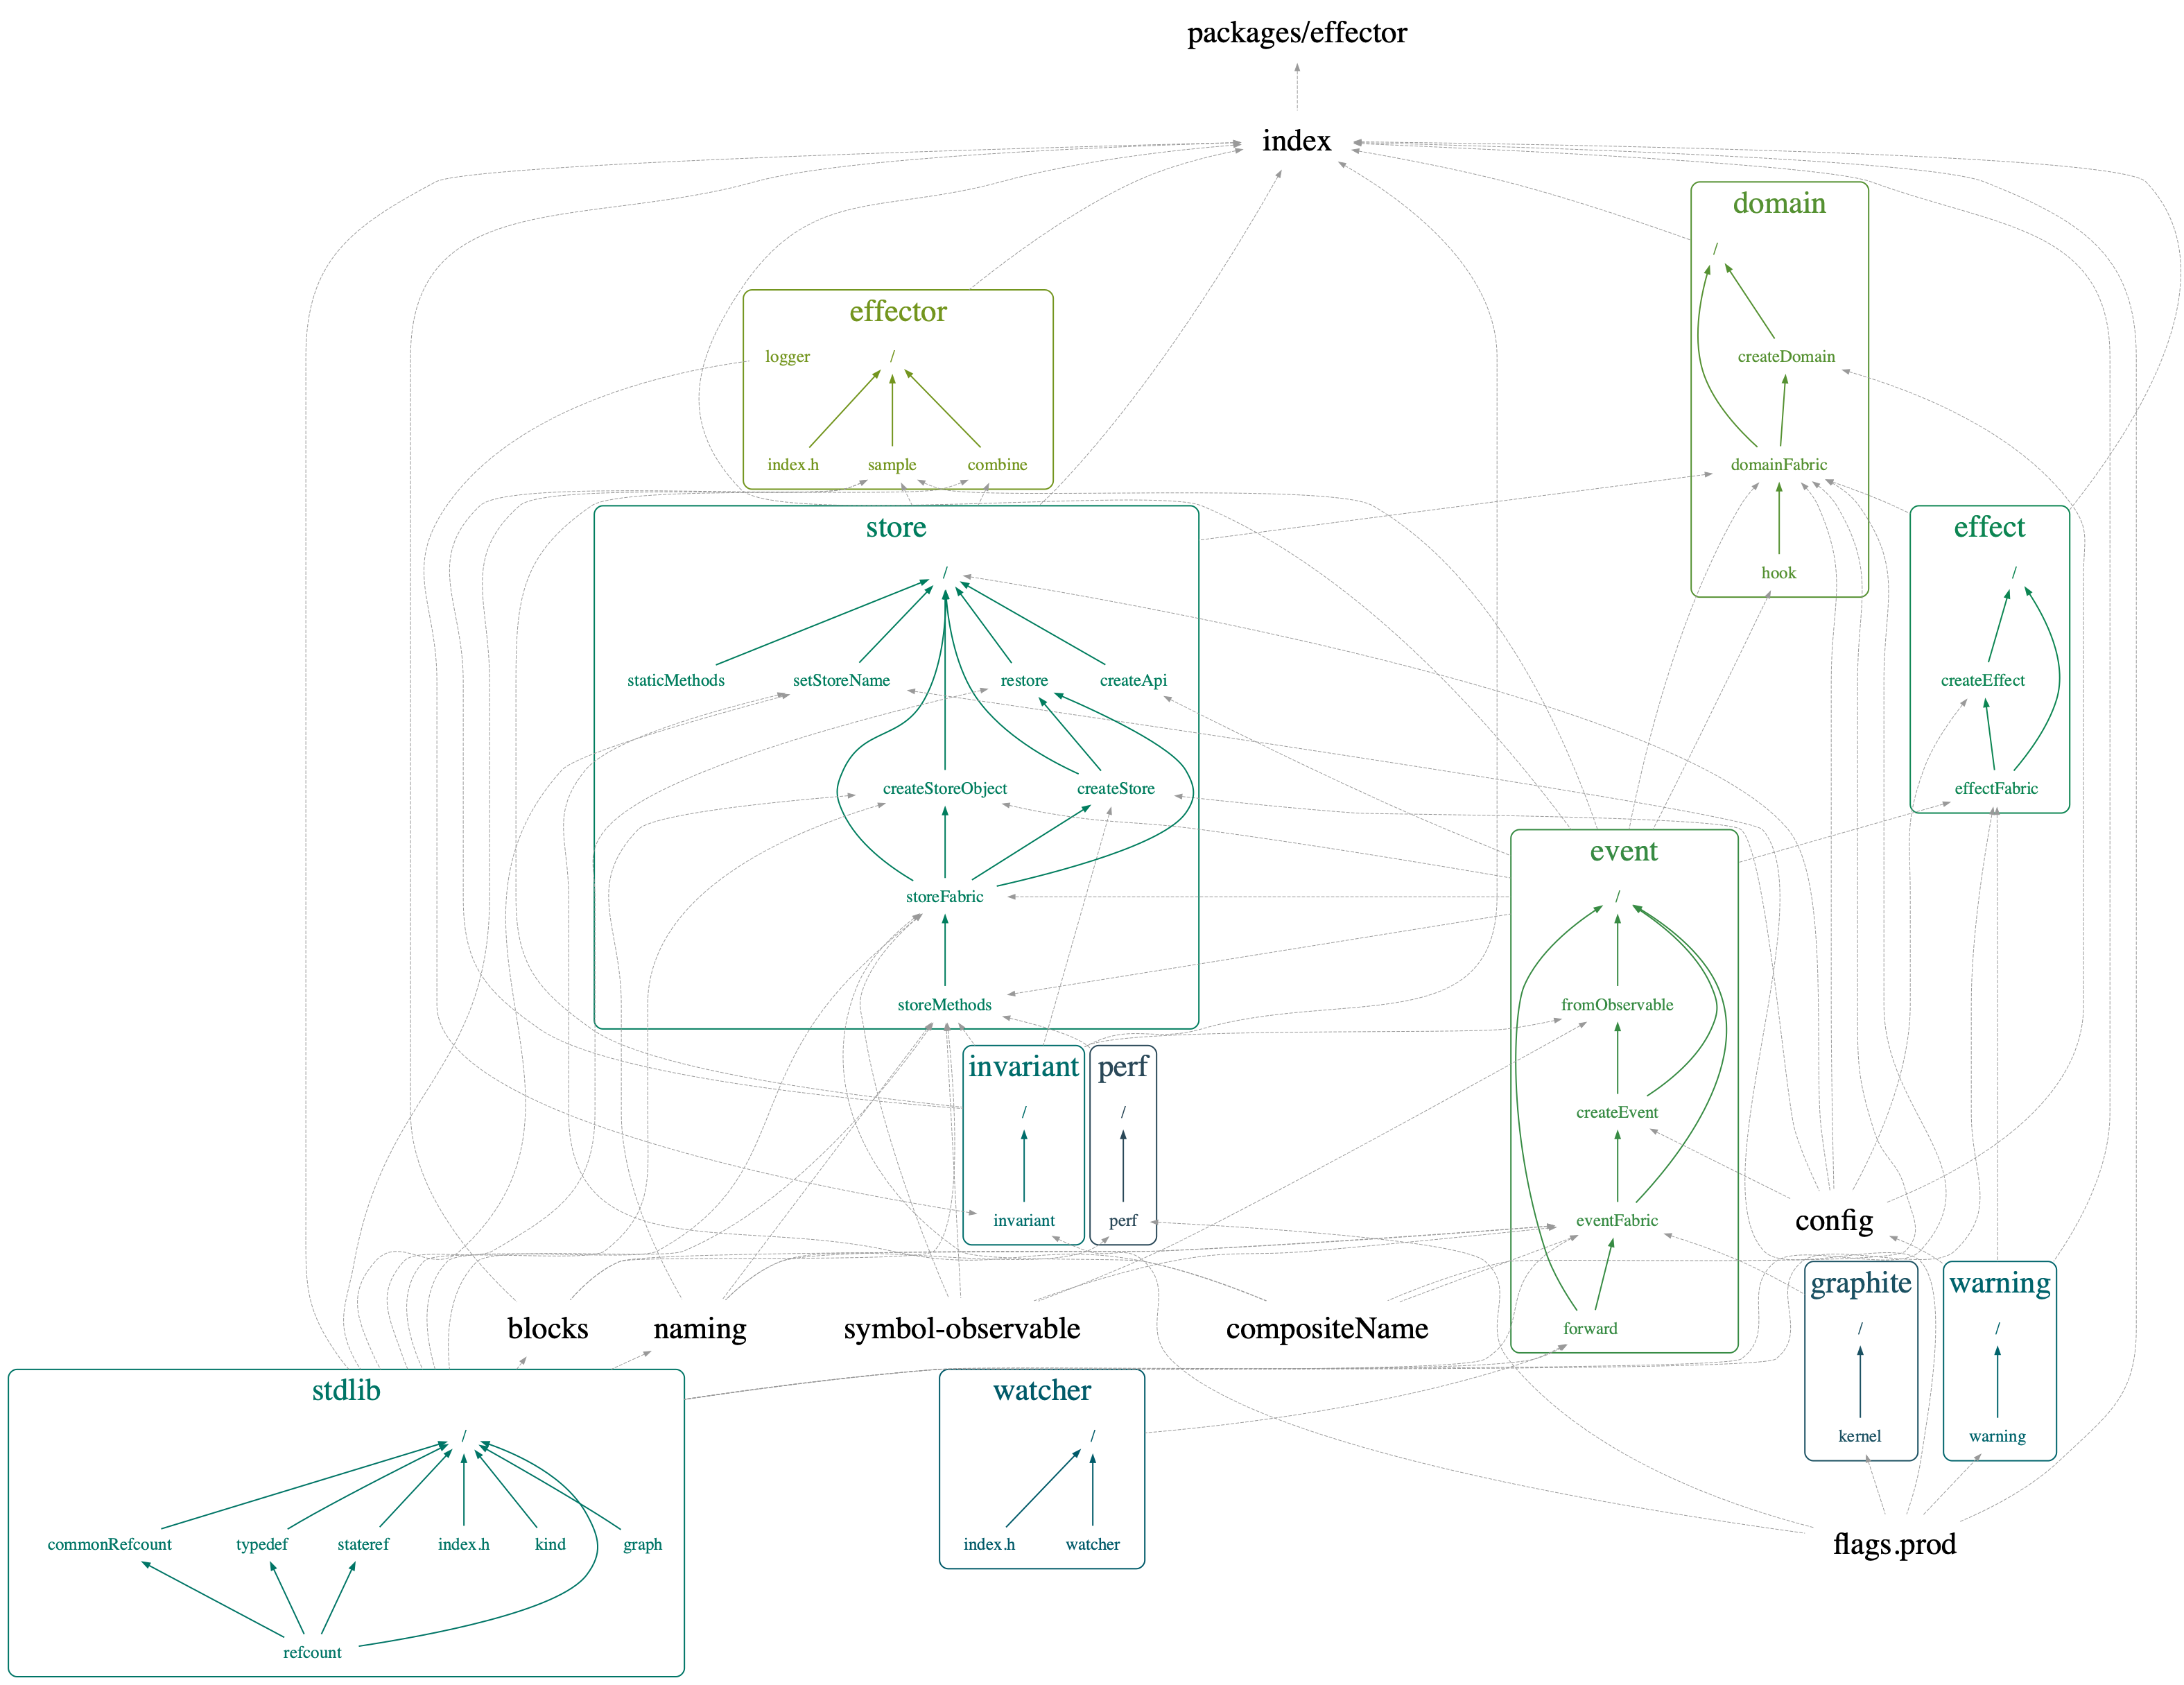 packages/effector
index
domain
/
createDomain
domainFabric
hook
effector
logger
/
index.h
sample
combine
store
/
staticMethods
setStoreName
restore
createApi
createStoreObject
createStore
storeFabric
storeMethods
effect
/
createEffect
effectFabric
event
/
fromObservable
createEvent
eventFabric
forward
invariant
/
invariant
perf
/
perf
config
blocks
naming
symbol-observable
compositeName
graphite
/
kernel
warning
/
warning
stdlib
/
commonRefcount
typedef
stateref
index.h
kind
graph
refcount
watcher
/
index.h
watcher
flags.prod